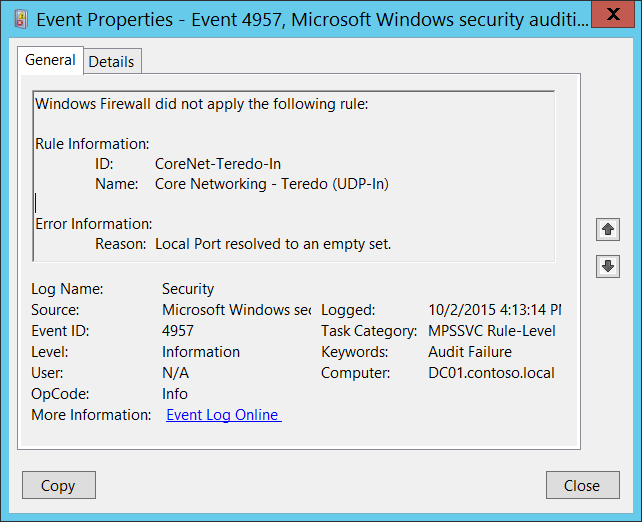 Event Properties - Event 4957, Microsoft Windows security auditi...
X
General
Details
Windows Firewall did not apply the following rule:
Rule Information:
ID: CoreNet-Teredo-In
Name: Core Networking - Teredo (UDP-In)
Error Information:
Reason: Local Port resolved to an empty set.
Log Name: Security
Source: Microsoft Windows sec Logged: 10/2/2015 4:13:14 PM
Event ID: 4957 Task Category: MPSSVC Rule-Level
Level: Information Keywords: Audit Failure
User: N/A Computer: DC01.contoso.local
OpCode: Info
More Information: Event Log Online
Copy
Close